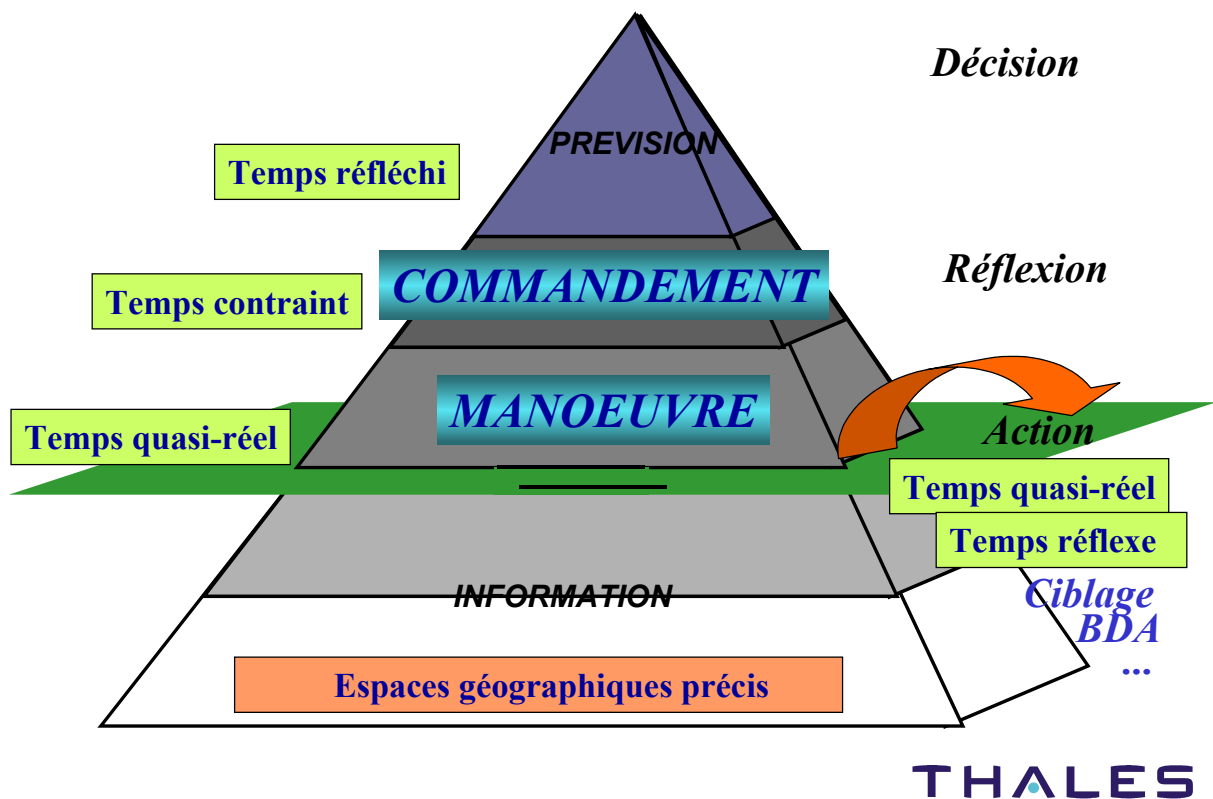 Décision
PREVISION
Temps réfléchi
COMMANDEMENT
Réflexion
Temps contraint
MANOEUVRE
Action
Temps quasi-réel
Temps quasi-réel
Temps réflexe
INFORMATION
Ciblage
BDA
...
Espaces géographiques précis
THALES